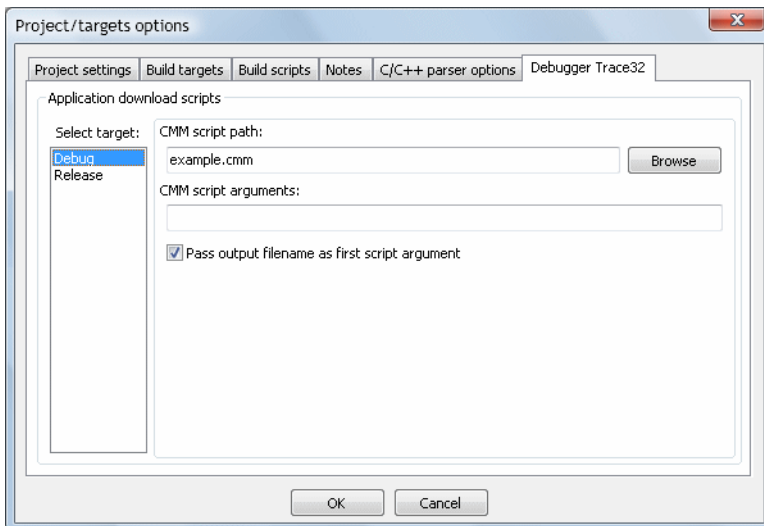 Project/targets options
Project settings Build targets Build scripts Notes C/C++ parser options Debugger Trace32
Application download scripts
Select target:
Debug
Release
CMM script path:
example.cmm Browse
CMM script arguments:
Pass output filename as first script argument
OK Cancel